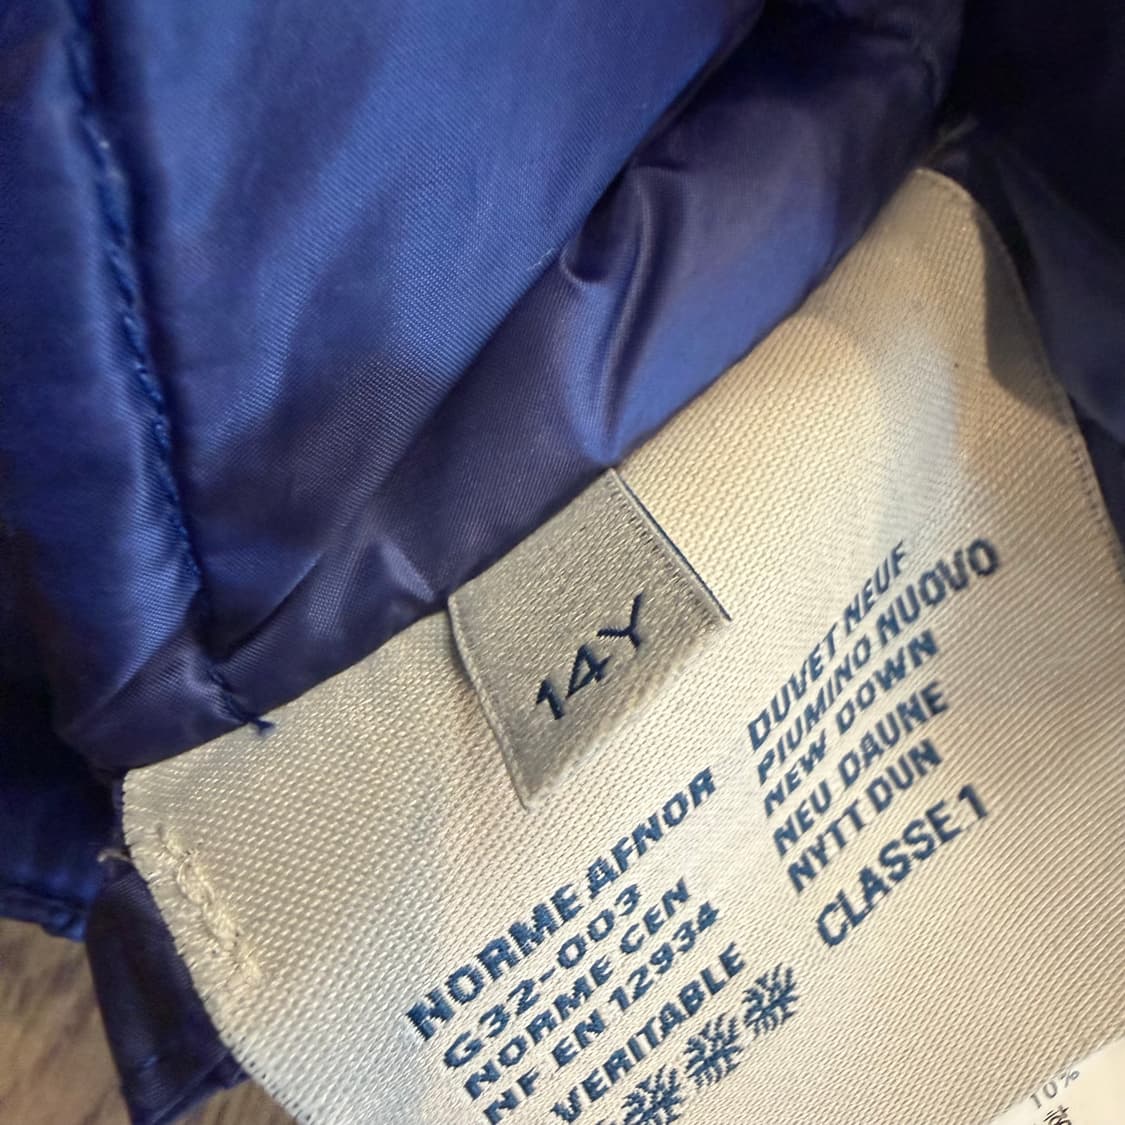 14Y
NORME AFNOR
G32-003
NORME CEN
NF EN 12934
VERITABLE
DUVET NEUF
PIUMINO NUOVO
NEW DOWN
NEU DAUNE
NYTT DUN
CLASSE 1
10%